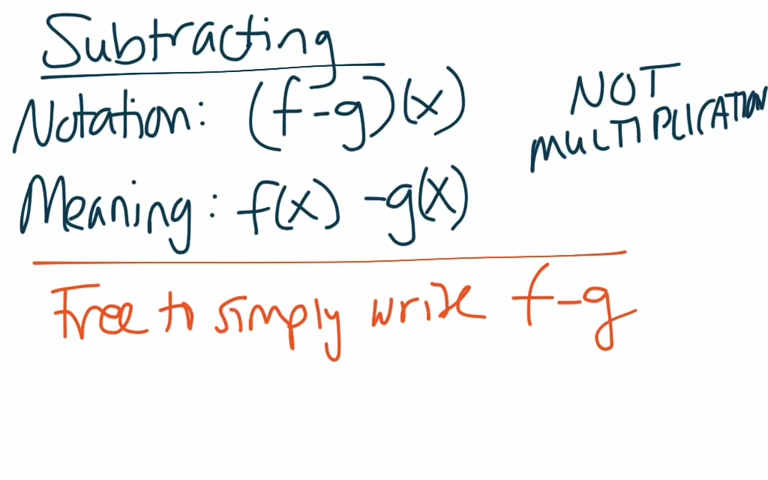 Subtracting
Notation: (f-g)(x)
NOT
MULTIPLICATION
Meaning: f(x) -g(x)
Free to simply write f-g